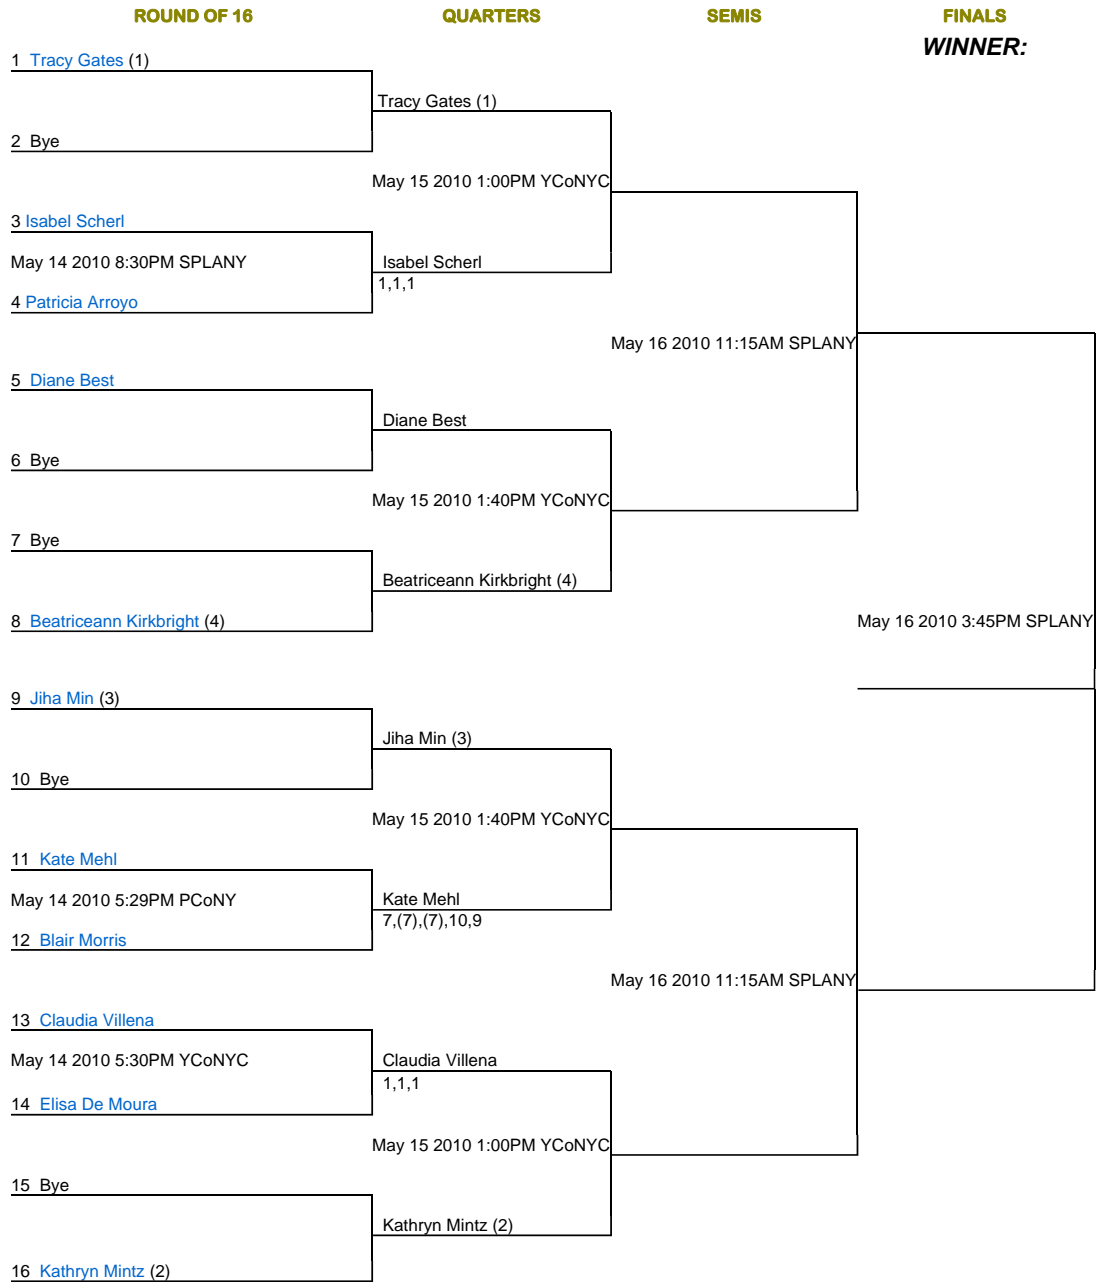 ROUND OF 16
QUARTERS
SEMIS
FINALS
WINNER:
1 Tracy Gates (1)
Tracy Gates (1)
2 Bye
May 15 2010 1:00PM YCoNYC
3 Isabel Scherl
May 14 2010 8:30PM SPLANY
Isabel Scherl
1,1,1
4 Patricia Arroyo
May 16 2010 11:15AM SPLANY
5 Diane Best
Diane Best
6 Bye
May 15 2010 1:40PM YCoNYC
7 Bye
Beatriceann Kirkbright (4)
8 Beatriceann Kirkbright (4)
May 16 2010 3:45PM SPLANY
9 Jiha Min (3)
Jiha Min (3)
10 Bye
May 15 2010 1:40PM YCoNYC
11 Kate Mehl
May 14 2010 5:29PM PCoNY
Kate Mehl
7,(7),(7),10,9
12 Blair Morris
May 16 2010 11:15AM SPLANY
13 Claudia Villena
May 14 2010 5:30PM YCoNYC
Claudia Villena
1,1,1
14 Elisa De Moura
May 15 2010 1:00PM YCoNYC
15 Bye
Kathryn Mintz (2)
16 Kathryn Mintz (2)